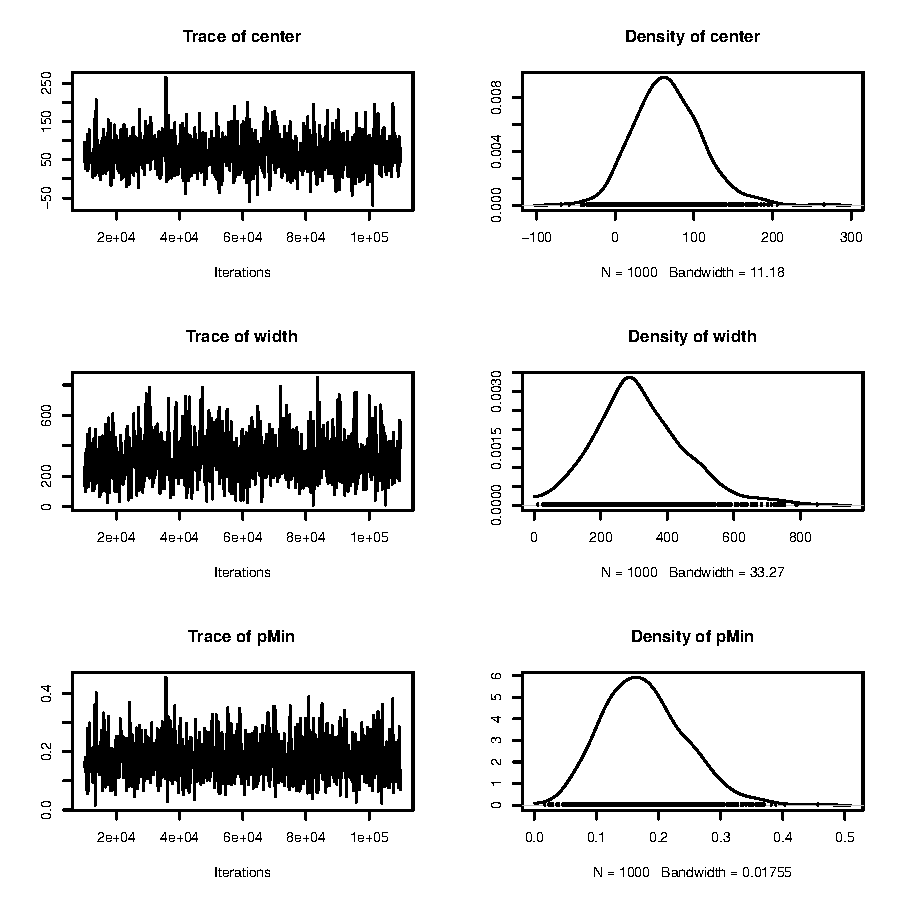 Trace of center
250
150
50
−50
2e+04 4e+04 6e+04 8e+04 1e+05
Iterations
Density of center
0.008
0.004
0.000
−100 0 100 200 300
N = 1000 Bandwidth = 11.18
Trace of width
600
200
0
2e+04 4e+04 6e+04 8e+04 1e+05
Iterations
Density of width
0.0030
0.0015
0.0000
0 200 400 600 800
N = 1000 Bandwidth = 33.27
Trace of pMin
0.4
0.2
0.0
2e+04 4e+04 6e+04 8e+04 1e+05
Iterations
Density of pMin
6
5
4
3
2
1
0
0.0 0.1 0.2 0.3 0.4 0.5
N = 1000 Bandwidth = 0.01755